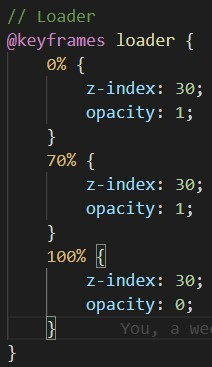 // Loader
@keyframes loader {
    0% {
        z-index: 30;
        opacity: 1;
    }
    70% {
        z-index: 30;
        opacity: 1;
    }
    100% {
        z-index: 30;
        opacity: 0;
    }        You, a
}